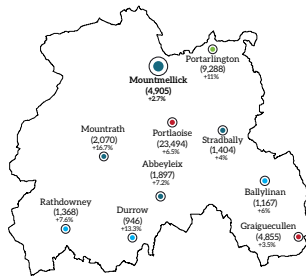 Portarlington
(9,288)
+11%
Mountmellick
(4,905)
+2.7%
Mountrath
(2,070)
+16.7%
Portlaoise
(23,494)
+6.5%
Stradbally
(1,404)
+4%
Abbeyleix
(1,897)
+7.2%
Rathdowney
(1,368)
+7.6%
Durrow
(946)
+13.3%
Ballylinan
(1,167)
+6%
Graiguecullen
(4,855)
+3.5%